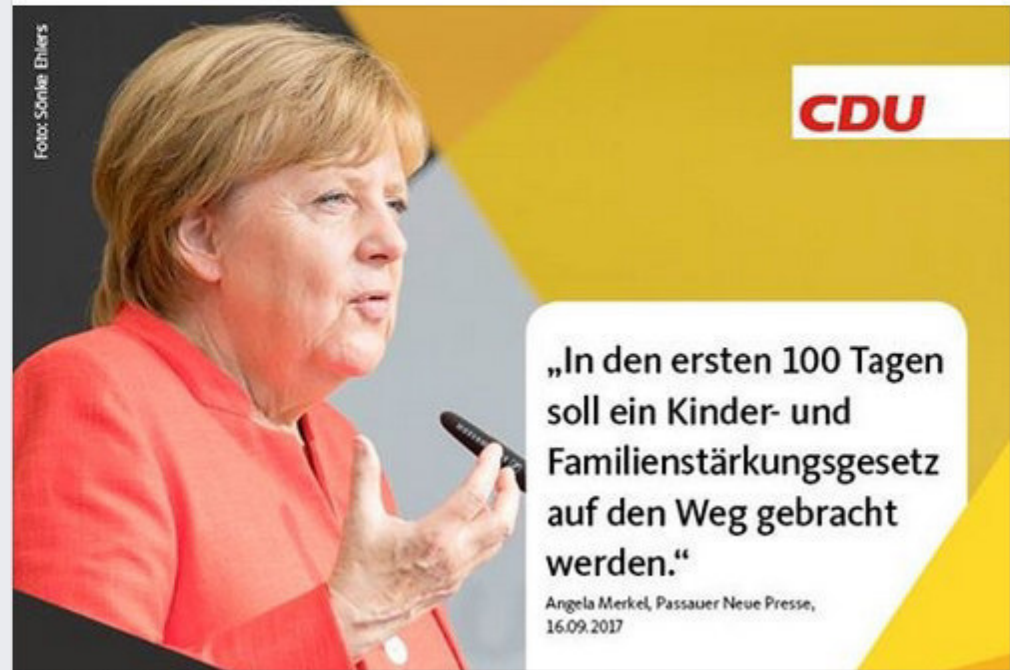 Foto: Sönke Ehlers
CDU
„In den ersten 100 Tagen
soll ein Kinder- und
Familienstärkungsgesetz
auf den Weg gebracht
werden.“
Angela Merkel, Passauer Neue Presse,
16.09.2017